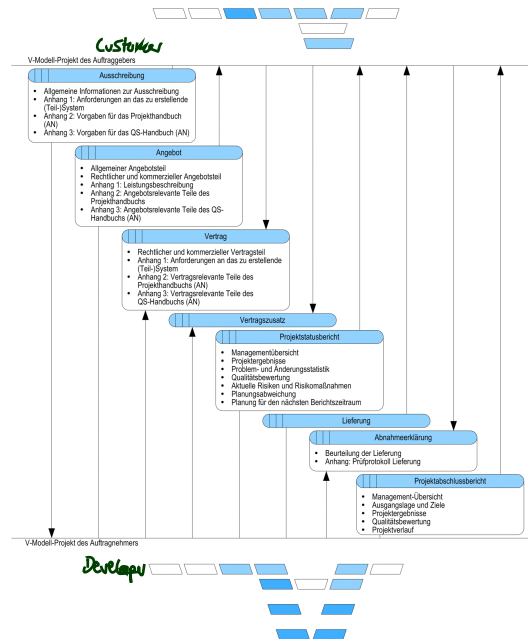 Customer
V-Modell-Projekt des Auftraggebers
Ausschreibung
• Allgemeine Informationen zur Ausschreibung
• Anhang 1: Anforderungen an das zu erstellende
(Teil-)System
• Anhang 2: Vorgaben für das Projekthandbuch
(AN)
• Anhang 3: Vorgaben für das QS-Handbuch (AN)
Angebot
• Allgemeiner Angebotsteil
• Rechtlicher und kommerzieller Angebotsteil
• Anhang 1: Leistungsbeschreibung
• Anhang 2: Angebotsrelevante Teile des
Projekthandbuchs
• Anhang 3: Angebotsrelevante Teile des QS-
Handbuchs (AN)
Vertrag
• Rechtlicher und kommerzieller Vertragsteil
• Anhang 1: Anforderungen an das zu erstellende
(Teil-)System
• Anhang 2: Vertragsrelevante Teile des
Projekthandbuchs (AN)
• Anhang 3: Vertragsrelevante Teile des
QS-Handbuchs (AN)
Vertragszusatz
Projektstatusbericht
• Managementübersicht
• Projektergebnisse
• Problem- und Änderungsstatistik
• Qualitätsbewertung
• Aktuelle Risiken und Risikomaßnahmen
• Planungsabweichung
• Planung für den nächsten Berichtszeitraum
Lieferung
Abnahmeerklärung
• Beurteilung der Lieferung
• Anhang: Prüfprotokoll Lieferung
Projektabschlussbericht
• Management-Übersicht
• Ausgangslage und Ziele
• Projektergebnisse
• Qualitätsbewertung
• Projektverlauf
V-Modell-Projekt des Auftragnehmers
Developer